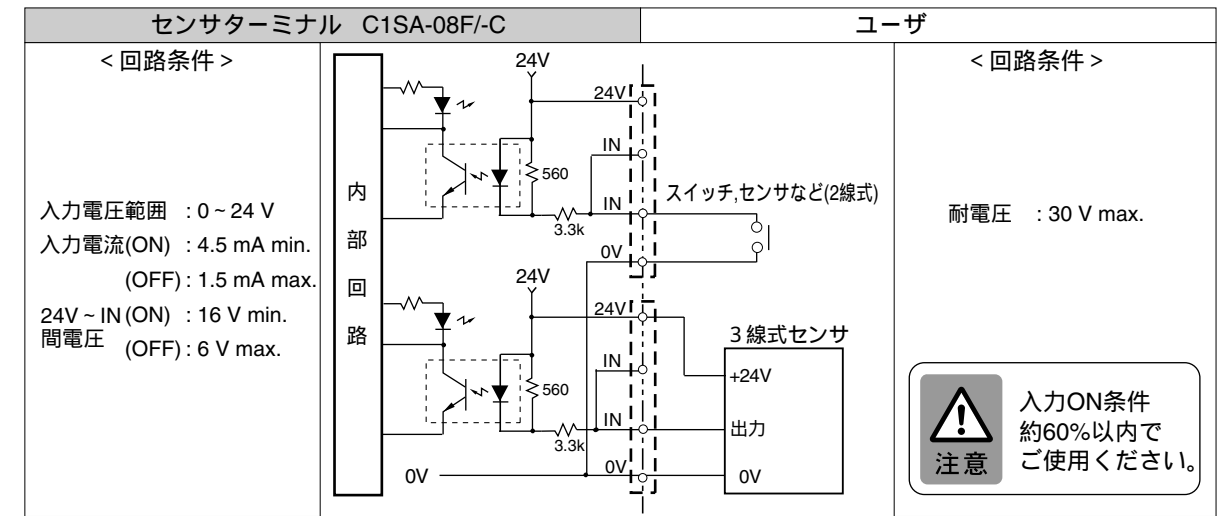 センサターミナル C1SA-08F/-C
ユーザ
<回路条件>
入力電圧範囲 : 0~24 V
入力電流(ON) : 4.5 mA min.
(OFF) : 1.5 mA max.
24V~IN (ON) : 16 V min.
間電圧
(OFF) : 6 V max.
内部回路
24V
24V
IN
560
IN
3.3k
0V
スイッチ,センサなど(2線式)
24V
24V
IN
560
IN
3.3k
0V
0V
3線式センサ
+24V
出力
0V
<回路条件>
耐電圧 : 30 V max.
注意
入力ON条件
約60%以内で
ご使用ください。